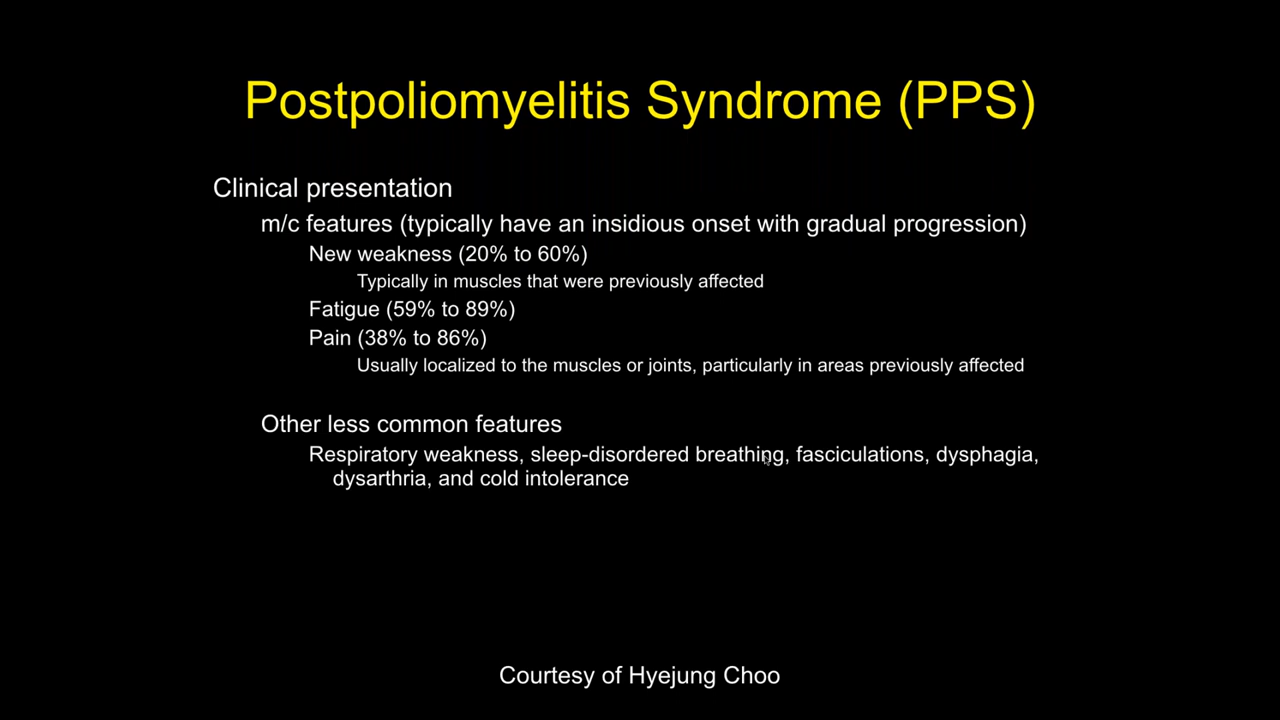 Postpoliomyelitis Syndrome (PPS)
Clinical presentation
m/c features (typically have an insidious onset with gradual progression)
New weakness (20% to 60%)
Typically in muscles that were previously affected
Fatigue (59% to 89%)
Pain (38% to 86%)
Usually localized to the muscles or joints, particularly in areas previously affected
Other less common features
Respiratory weakness, sleep-disordered breathing, fasciculations, dysphagia,
dysarthria, and cold intolerance
Courtesy of Hyejung Choo